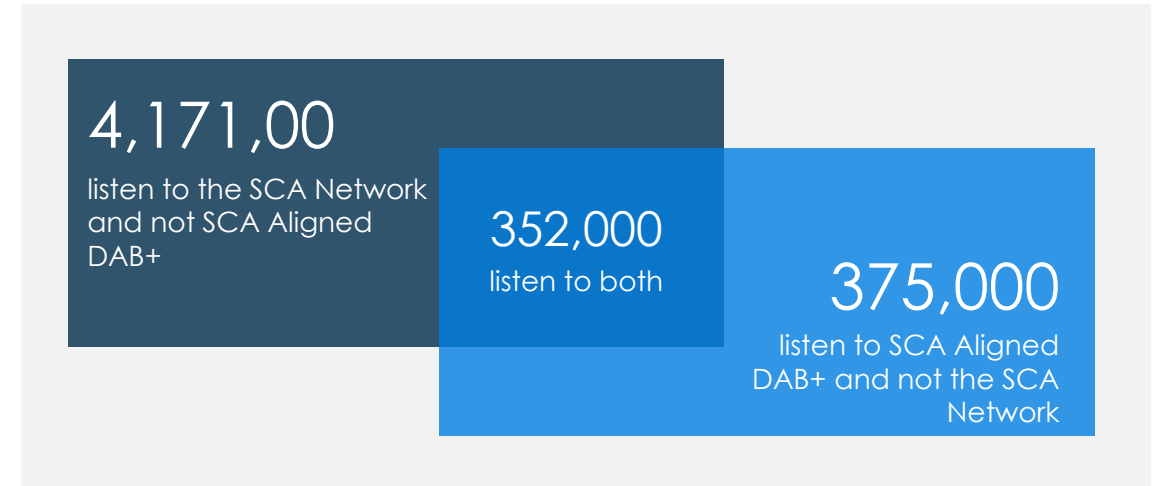 4,171,00
listen to the SCA Network
and not SCA Aligned
DAB+
352,000
listen to both
375,000
listen to SCA Aligned
DAB+ and not the SCA
Network